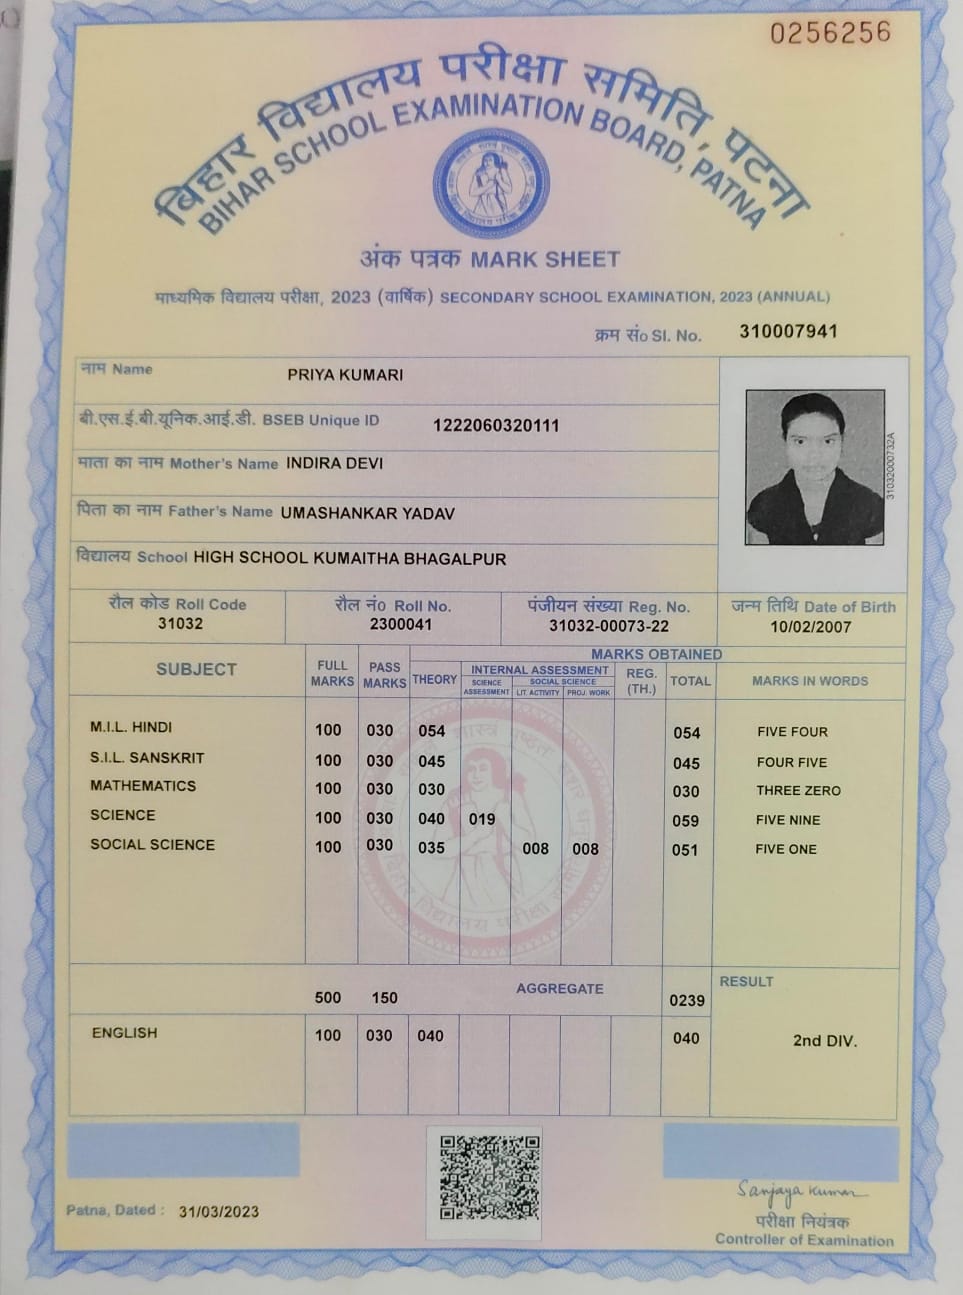 0256256
बिहार विद्यालय परीक्षा समिति, पटना
BIHAR SCHOOL EXAMINATION BOARD, PATNA
अंक पत्रक MARK SHEET
माध्यमिक विद्यालय परीक्षा, 2023 (वार्षिक) SECONDARY SCHOOL EXAMINATION, 2023 (ANNUAL)
क्रम सं० Sl. No. 310007941
नाम Name PRIYA KUMARI
बी.एस.ई.बी.यूनिक.आई.डी. BSEB Unique ID 1222060320111
माता का नाम Mother's Name INDIRA DEVI
पिता का नाम Father's Name UMASHANKAR YADAV
विद्यालय School HIGH SCHOOL KUMAITHA BHAGALPUR
31032000732A
रौल कोड Roll Code रौल नं० Roll No. पंजीयन संख्या Reg. No. जन्म तिथि Date of Birth
31032 2300041 31032-00073-22 10/02/2007
SUBJECT FULL MARKS PASS MARKS MARKS OBTAINED
THEORY INTERNAL ASSESSMENT REG. (TH.) TOTAL MARKS IN WORDS
SCIENCE ASSESSMENT SOCIAL SCIENCE
LIT. ACTIVITY PROJ. WORK
M.I.L. HINDI 100 030 054 054 FIVE FOUR
S.I.L. SANSKRIT 100 030 045 045 FOUR FIVE
MATHEMATICS 100 030 030 030 THREE ZERO
SCIENCE 100 030 040 019 059 FIVE NINE
SOCIAL SCIENCE 100 030 035 008 008 051 FIVE ONE
500 150 AGGREGATE 0239 RESULT
ENGLISH 100 030 040 040 2nd DIV.
Patna, Dated : 31/03/2023
Sanjaya Kumar
परीक्षा नियंत्रक
Controller of Examination